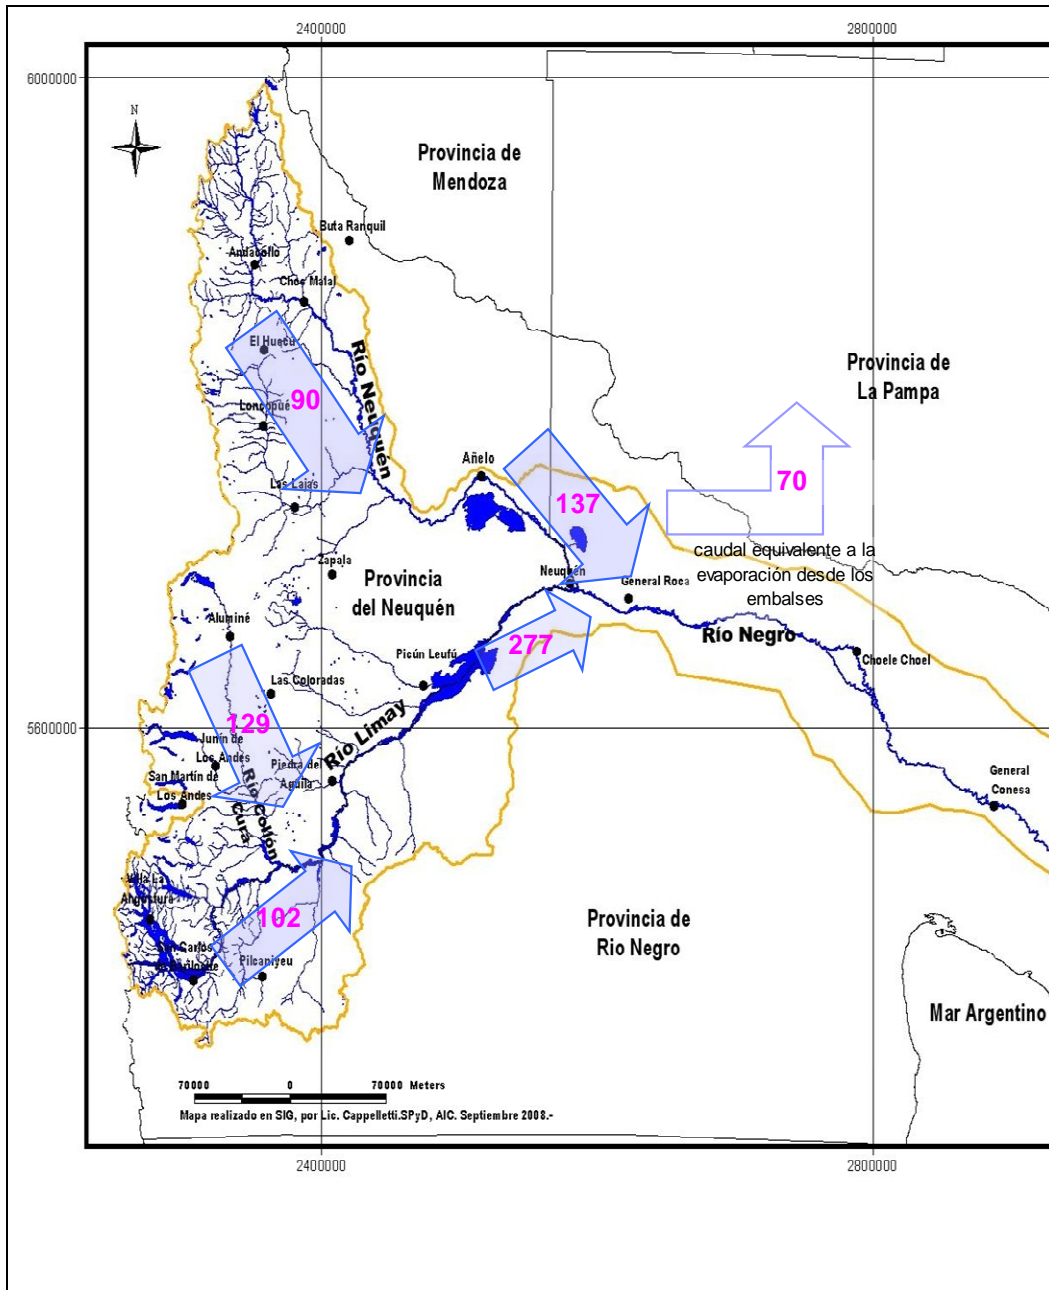 2400000
2800000
6000000
N
Provincia de
Mendoza
Buta Ranquil
Andacollo
Chos Malal
El Huecú
Río Neuquén
Provincia de
La Pampa
90
Loncopué
Añelo
Las Lajas
137
70
caudal equivalente a la
evaporación desde los
embalses
Zapala
Neuquén
General Roca
Provincia
del Neuquén
Aluminé
Río Negro
277
Picún Leufú
Choele Choel
Las Coloradas
129
5600000
Río Limay
Junín de
Los Andes
Piedra del
Aguila
San Martín de
Los Andes
Río Collón
Cura
General
Conesa
Villa La
Angostura
102
Provincia de
Rio Negro
San Carlos
de Bariloche
Pilcaniyeu
Mar Argentino
70000 0 70000 Meters
Mapa realizado en SIG, por Lic. Cappelletti.SPyD, AIC. Septiembre 2008.-
2400000
2800000